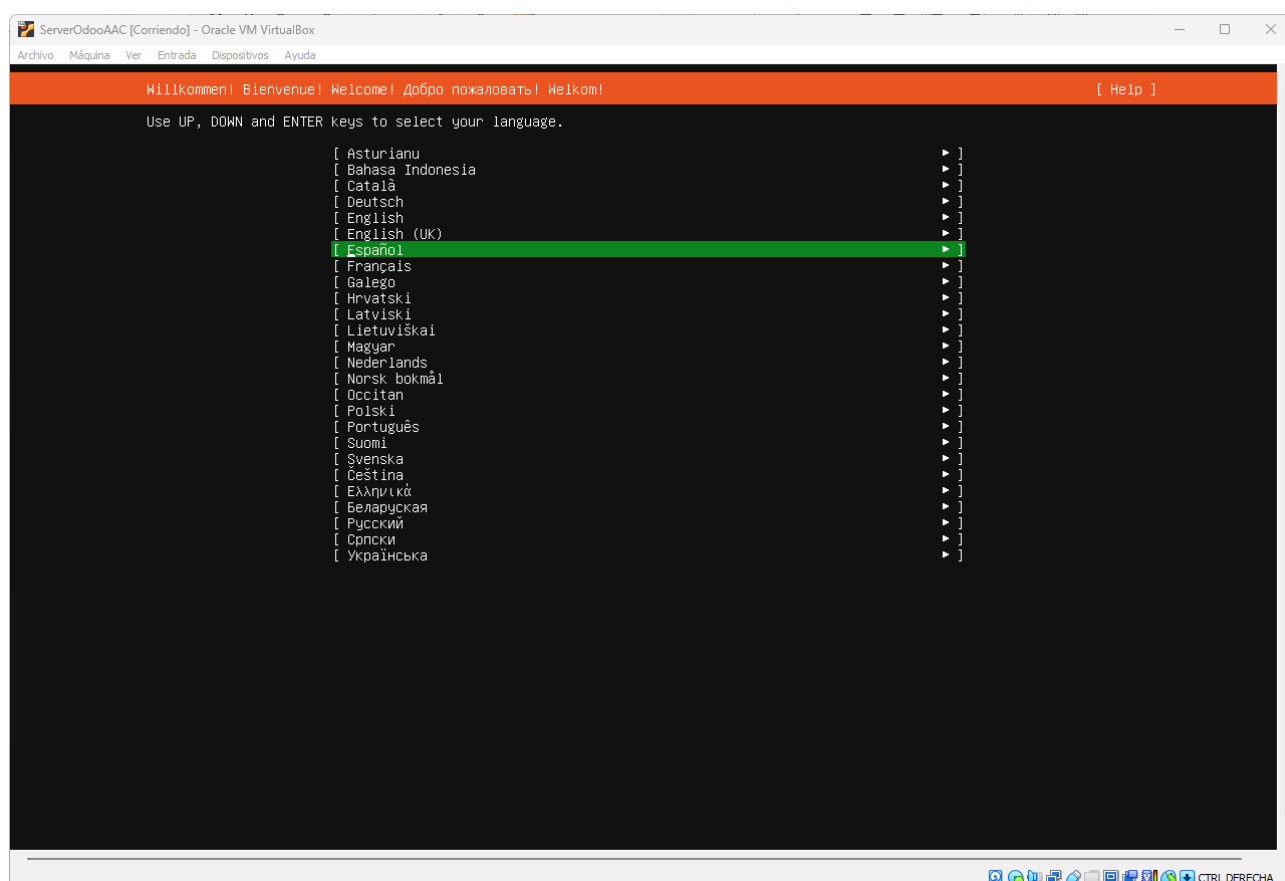 ServerOdooAAC [Corriendo] - Oracle VM VirtualBox
Archivo Máquina Ver Entrada Dispositivos Ayuda
Willkommen! Bienvenue! Welcome! Добро пожаловать! Welkom! [ Help ]
Use UP, DOWN and ENTER keys to select your language.
[ Asturianu ► ]
[ Bahasa Indonesia ► ]
[ Català ► ]
[ Deutsch ► ]
[ English ► ]
[ English (UK) ► ]
[ Español ► ]
[ Français ► ]
[ Galego ► ]
[ Hrvatski ► ]
[ Latviski ► ]
[ Lietuviškai ► ]
[ Magyar ► ]
[ Nederlands ► ]
[ Norsk bokmål ► ]
[ Occitan ► ]
[ Polski ► ]
[ Português ► ]
[ Suomi ► ]
[ Svenska ► ]
[ Čeština ► ]
[ Ελληνικά ► ]
[ Беларуская ► ]
[ Русский ► ]
[ Српски ► ]
[ Українська ► ]
CTRL DERECHA